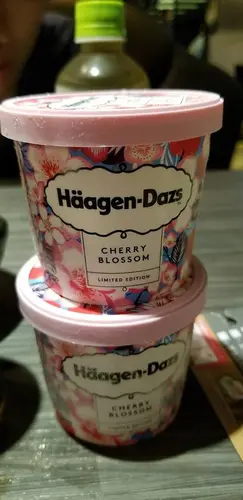 Häagen-Dazs
CHERRY
BLOSSOM
LIMITED EDITION
Häagen-Dazs
CHERRY
BLOSSOM